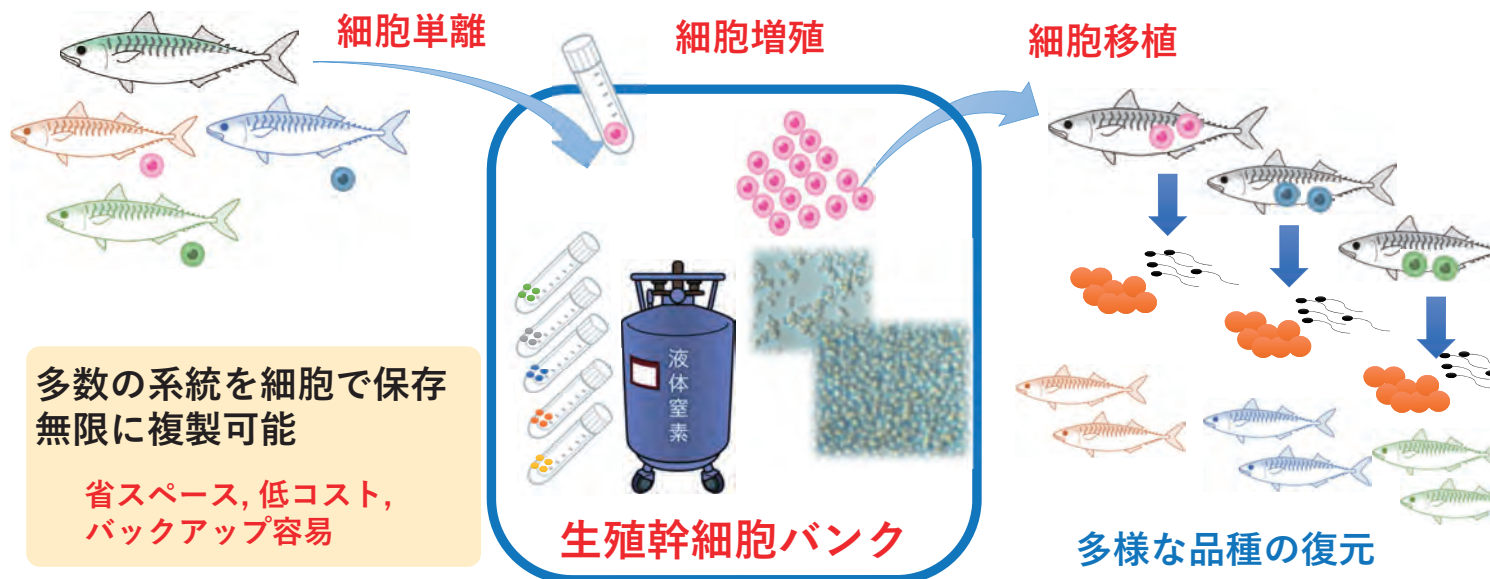 細胞単離
細胞増殖
細胞移植
液体窒素
多数の系統を細胞で保存
無限に複製可能
省スペース, 低コスト,
バックアップ容易
生殖幹細胞バンク
多様な品種の復元